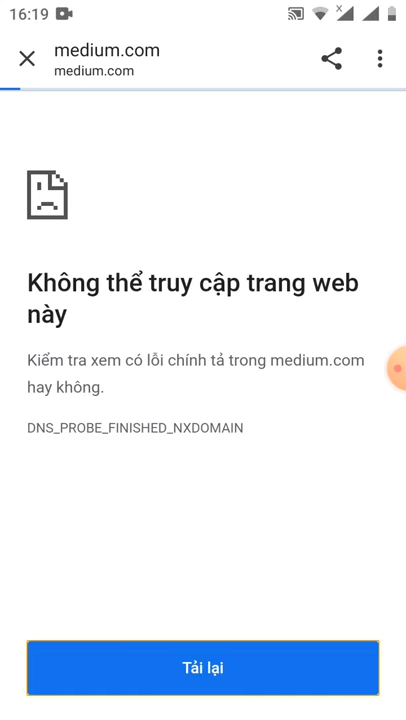 16:19
medium.com
medium.com
Không thể truy cập trang web
này
Kiểm tra xem có lỗi chính tả trong medium.com
hay không.
DNS_PROBE_FINISHED_NXDOMAIN
Tải lại